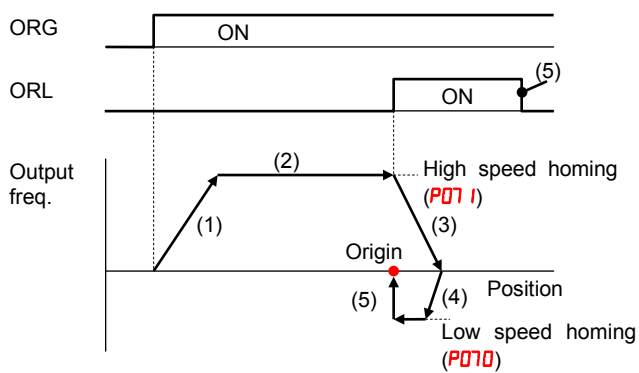 ORG
ON
ORL
ON
(5)
Output
freq.
(1)
(2)
High speed homing
(P071)
(3)
Origin
(5)
(4)
Position
Low speed homing
(P070)